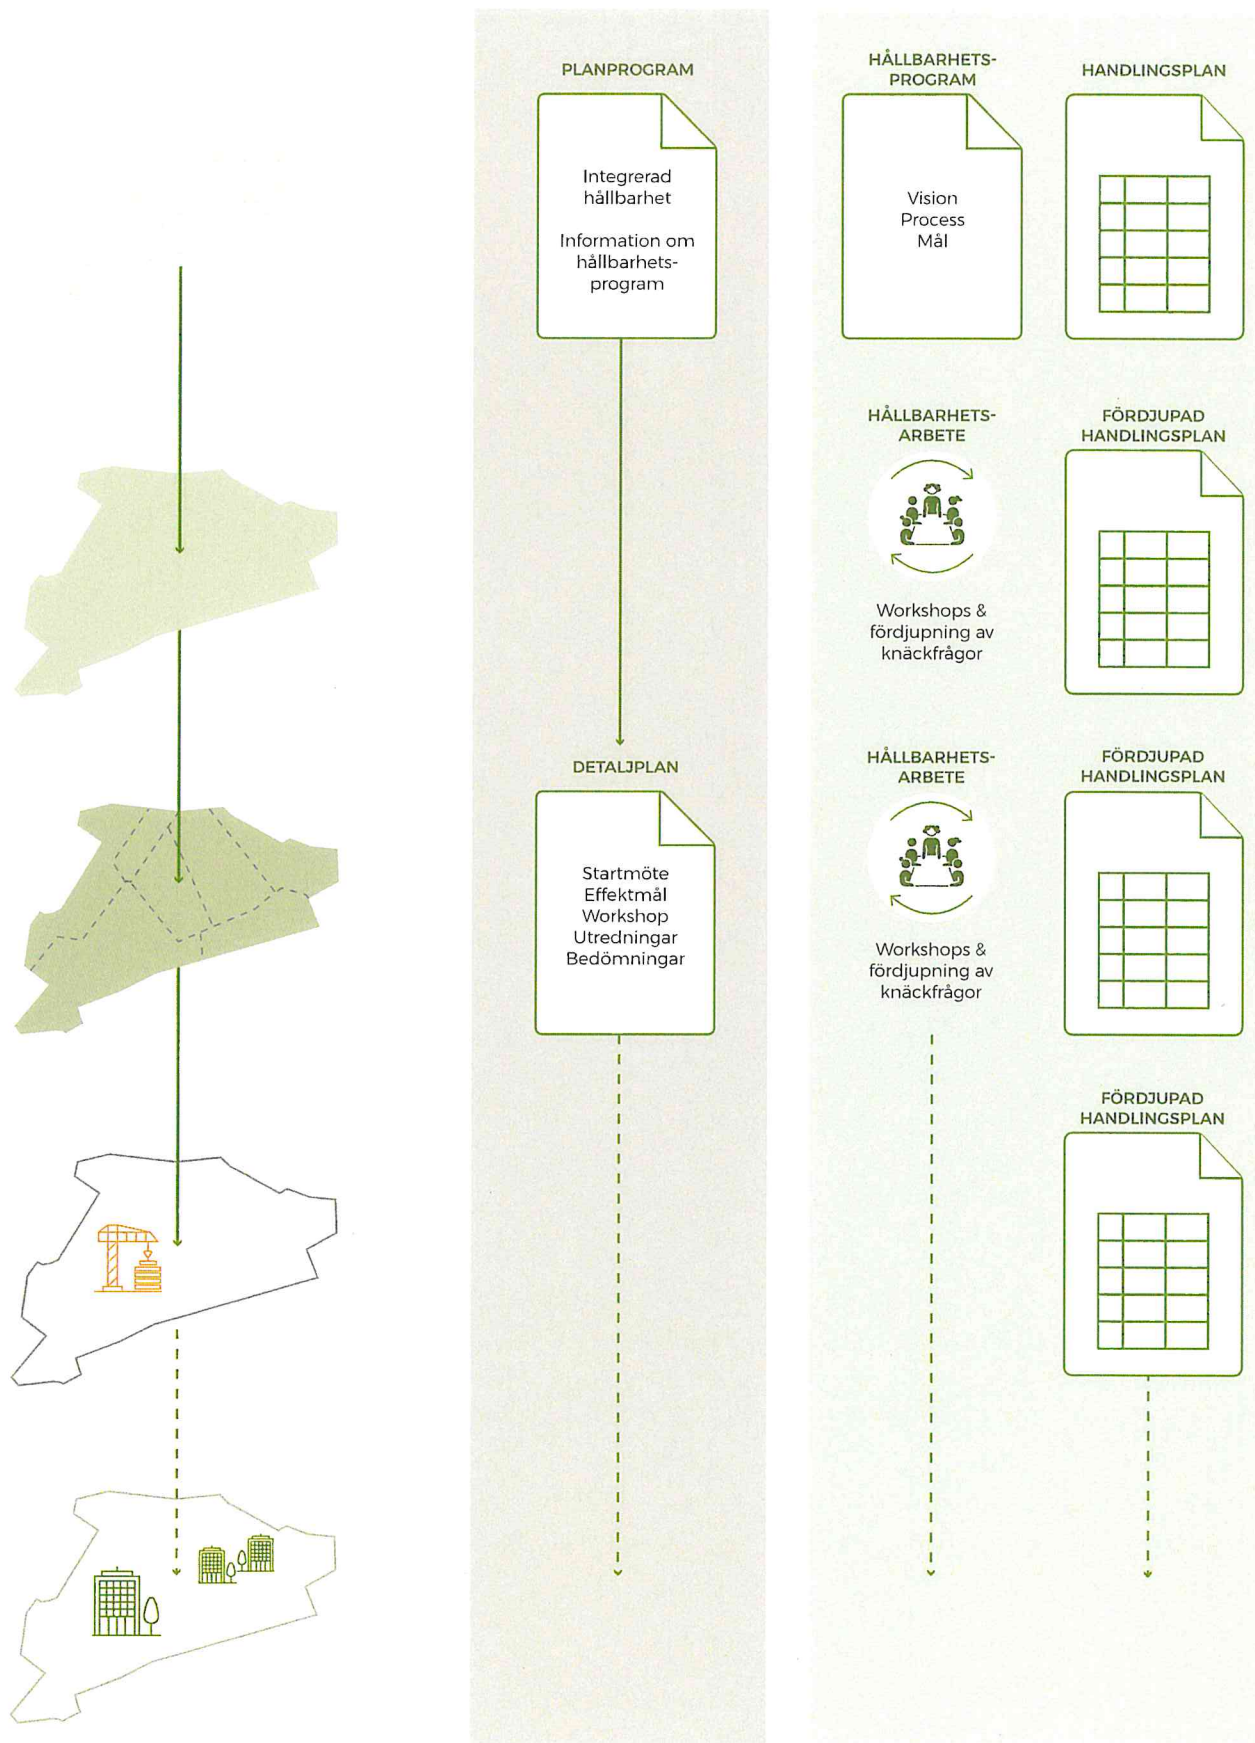 PLANPROGRAM
Integrerad
hållbarhet
Information om
hållbarhets-
program
HÅLLBARHETS-
PROGRAM
Vision
Process
Mål
HANDLINGSPLAN
HÅLLBARHETS-
ARBETE
Workshops &
fördjupning av
knäckfrågor
FÖRDJUPAD
HANDLINGSPLAN
DETALJPLAN
Startmöte
Effektmål
Workshop
Utredningar
Bedömningar
HÅLLBARHETS-
ARBETE
Workshops &
fördjupning av
knäckfrågor
FÖRDJUPAD
HANDLINGSPLAN
FÖRDJUPAD
HANDLINGSPLAN